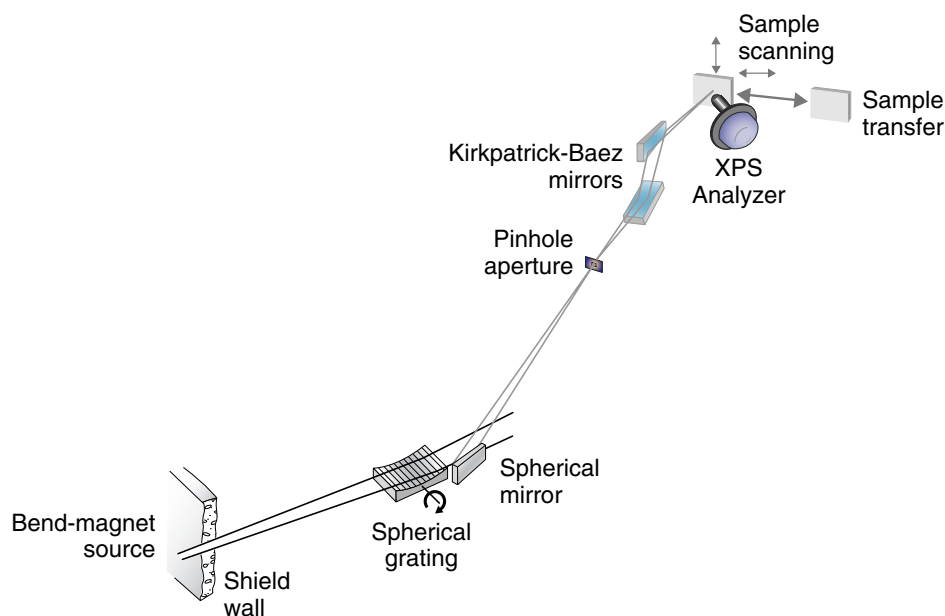 Sample
scanning
Sample
transfer
Kirkpatrick-Baez
mirrors
XPS
Analyzer
Pinhole
aperture
Spherical
mirror
Spherical
grating
Bend-magnet
source
Shield
wall